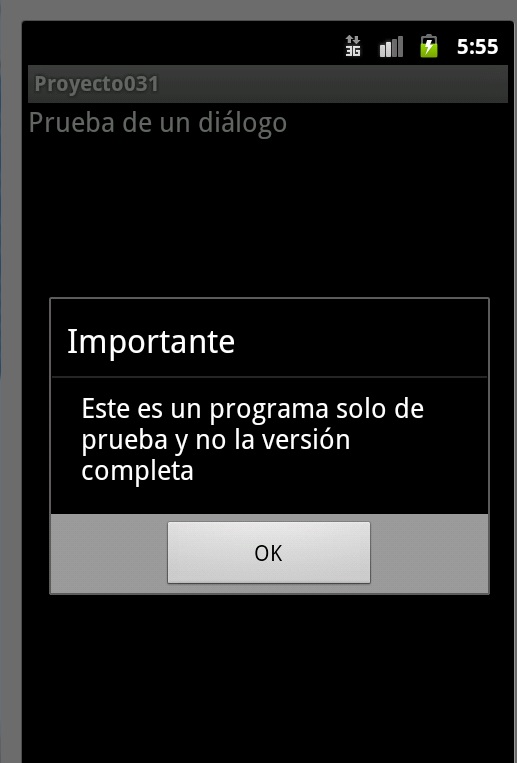 3G
5:55
Proyecto031
Prueba de un diálogo
Importante
Este es un programa solo de
prueba y no la versión
completa
OK